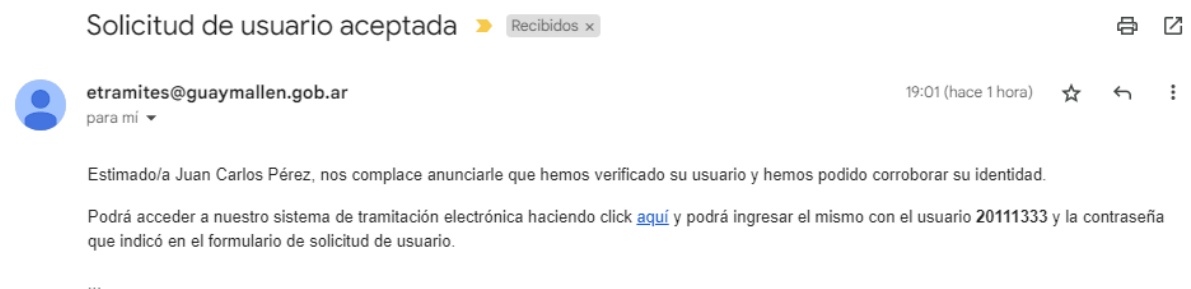 Solicitud de usuario aceptada Recibidos ×
etramites@guaymallen.gob.ar 19:01 (hace 1 hora)
para mí
Estimado/a Juan Carlos Pérez, nos complace anunciarle que hemos verificado su usuario y hemos podido corroborar su identidad.
Podrá acceder a nuestro sistema de tramitación electrónica haciendo click aquí y podrá ingresar el mismo con el usuario 20111333 y la contraseña
que indicó en el formulario de solicitud de usuario.
...